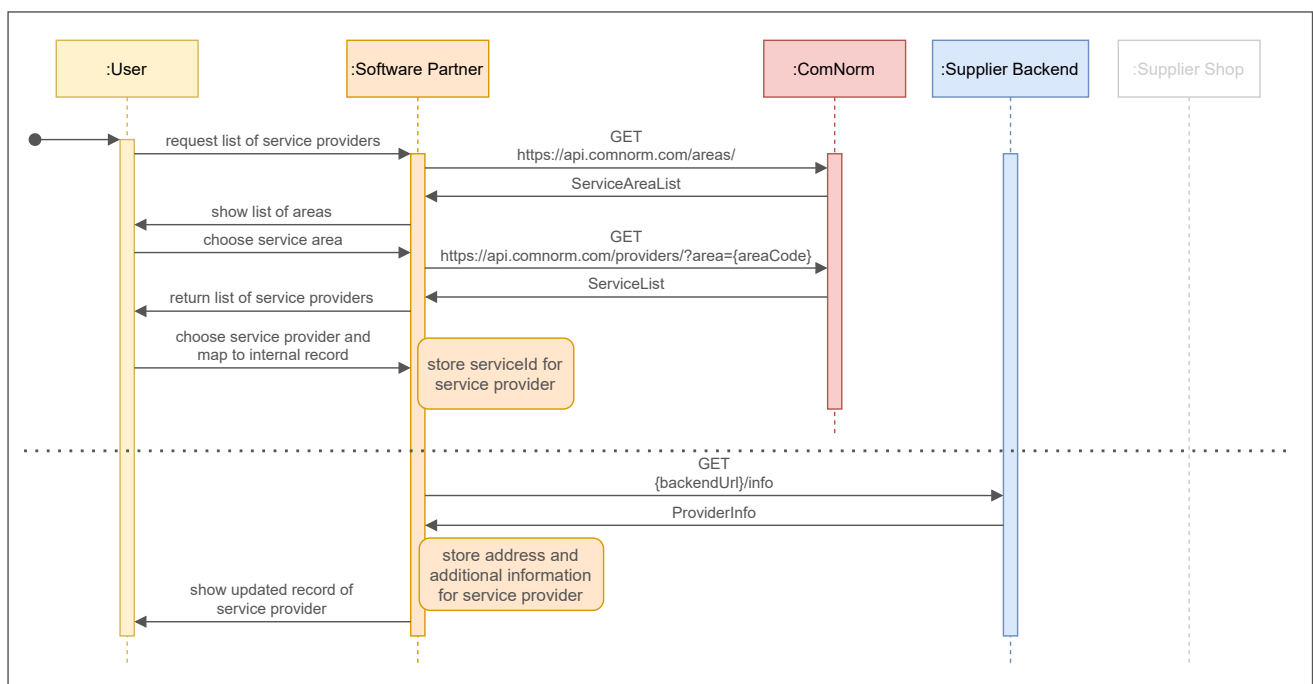 :User
:Software Partner
:ComNorm
:Supplier Backend
:Supplier Shop
request list of service providers
GET
https://api.comnorm.com/areas/
ServiceAreaList
show list of areas
choose service area
GET
https://api.comnorm.com/providers/?area={areaCode}
ServiceList
return list of service providers
choose service provider and
map to internal record
store serviceId for
service provider
GET
{backendUrl}/info
ProviderInfo
store address and
additional information
for service provider
show updated record of
service provider